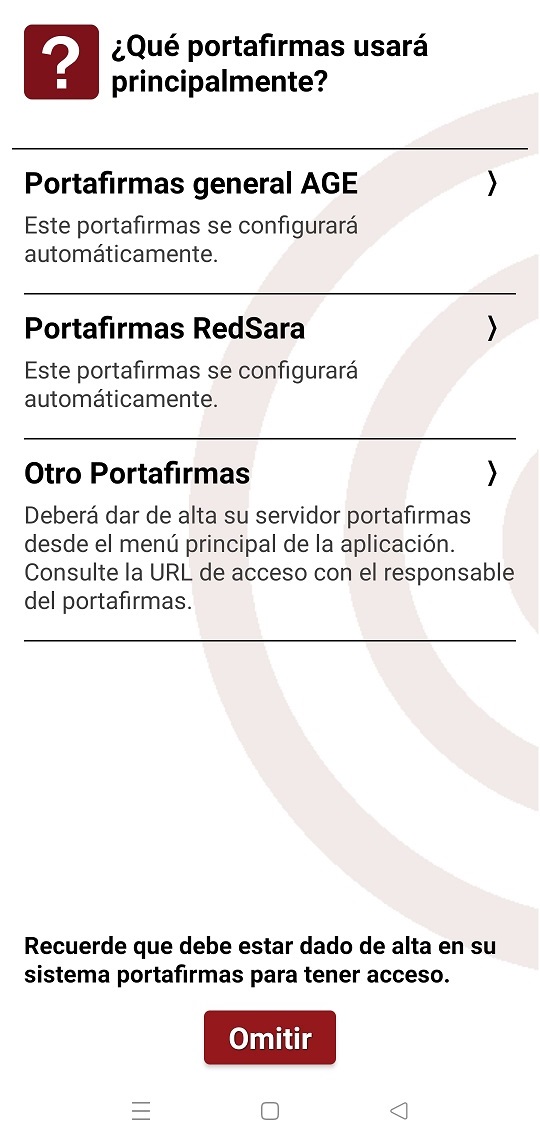 ?
¿Qué portafirmas usará
principalmente?
Portafirmas general AGE
Este portafirmas se configurará
automáticamente.
Portafirmas RedSara
Este portafirmas se configurará
automáticamente.
Otro Portafirmas
Deberá dar de alta su servidor portafirmas
desde el menú principal de la aplicación.
Consulte la URL de acceso con el responsable
del portafirmas.
Recuerde que debe estar dado de alta en su
sistema portafirmas para tener acceso.
Omitir